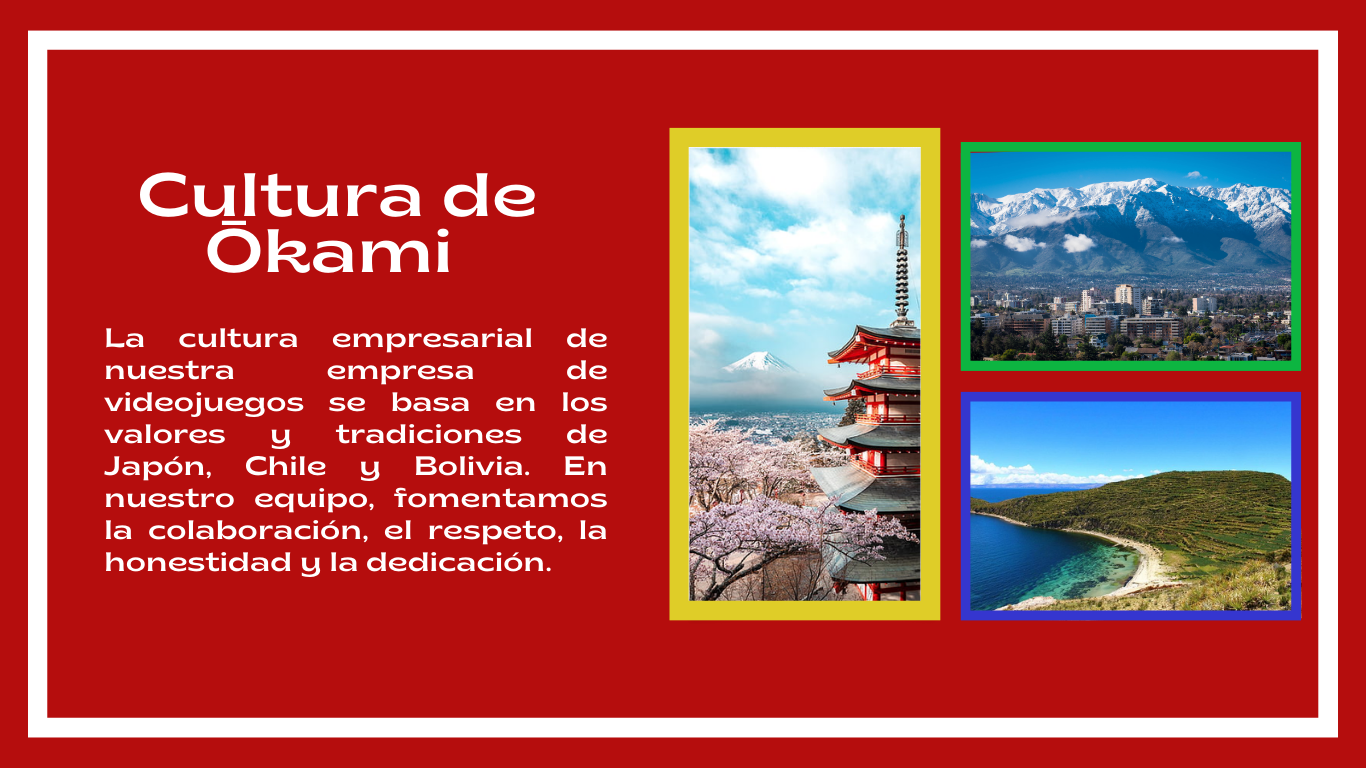 Cultura de
Ōkami
La cultura empresarial de
nuestra empresa de
videojuegos se basa en los
valores y tradiciones de
Japón, Chile y Bolivia. En
nuestro equipo, fomentamos
la colaboración, el respeto, la
honestidad y la dedicación.